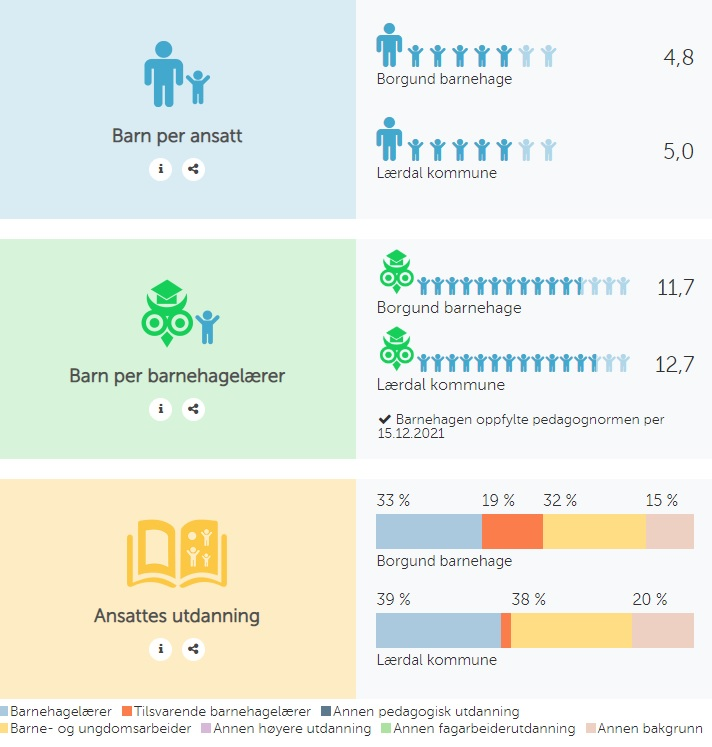 Barn per ansatt
4,8
Borgund barnehage
5,0
Lærdal kommune
Barn per barnehagelærer
11,7
Borgund barnehage
12,7
Lærdal kommune
✔ Barnehagen oppfylte pedagognormen per
15.12.2021
Ansattes utdanning
33 % 19 % 32 % 15 %
Borgund barnehage
39 % 38 % 20 %
Lærdal kommune
Barnehagelærer Tilsvarende barnehagelærer Annen pedagogisk utdanning
Barne- og ungdomsarbeider Annen høyere utdanning Annen fagarbeiderutdanning Annen bakgrunn